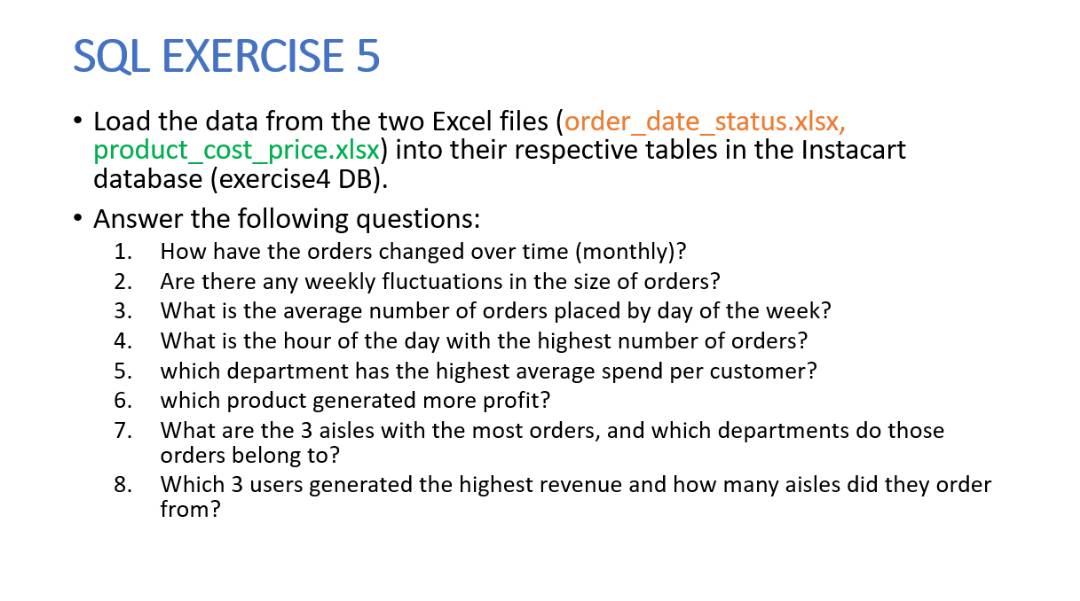 SQL EXERCISE 5
• Load the data from the two Excel files (order_date_status.xlsx,
product_cost_price.xlsx) into their respective tables in the Instacart
database (exercise4 DB).
• Answer the following questions:
1. How have the orders changed over time (monthly)?
2. Are there any weekly fluctuations in the size of orders?
3. What is the average number of orders placed by day of the week?
4. What is the hour of the day with the highest number of orders?
5. which department has the highest average spend per customer?
6. which product generated more profit?
7. What are the 3 aisles with the most orders, and which departments do those
orders belong to?
8. Which 3 users generated the highest revenue and how many aisles did they order
from?